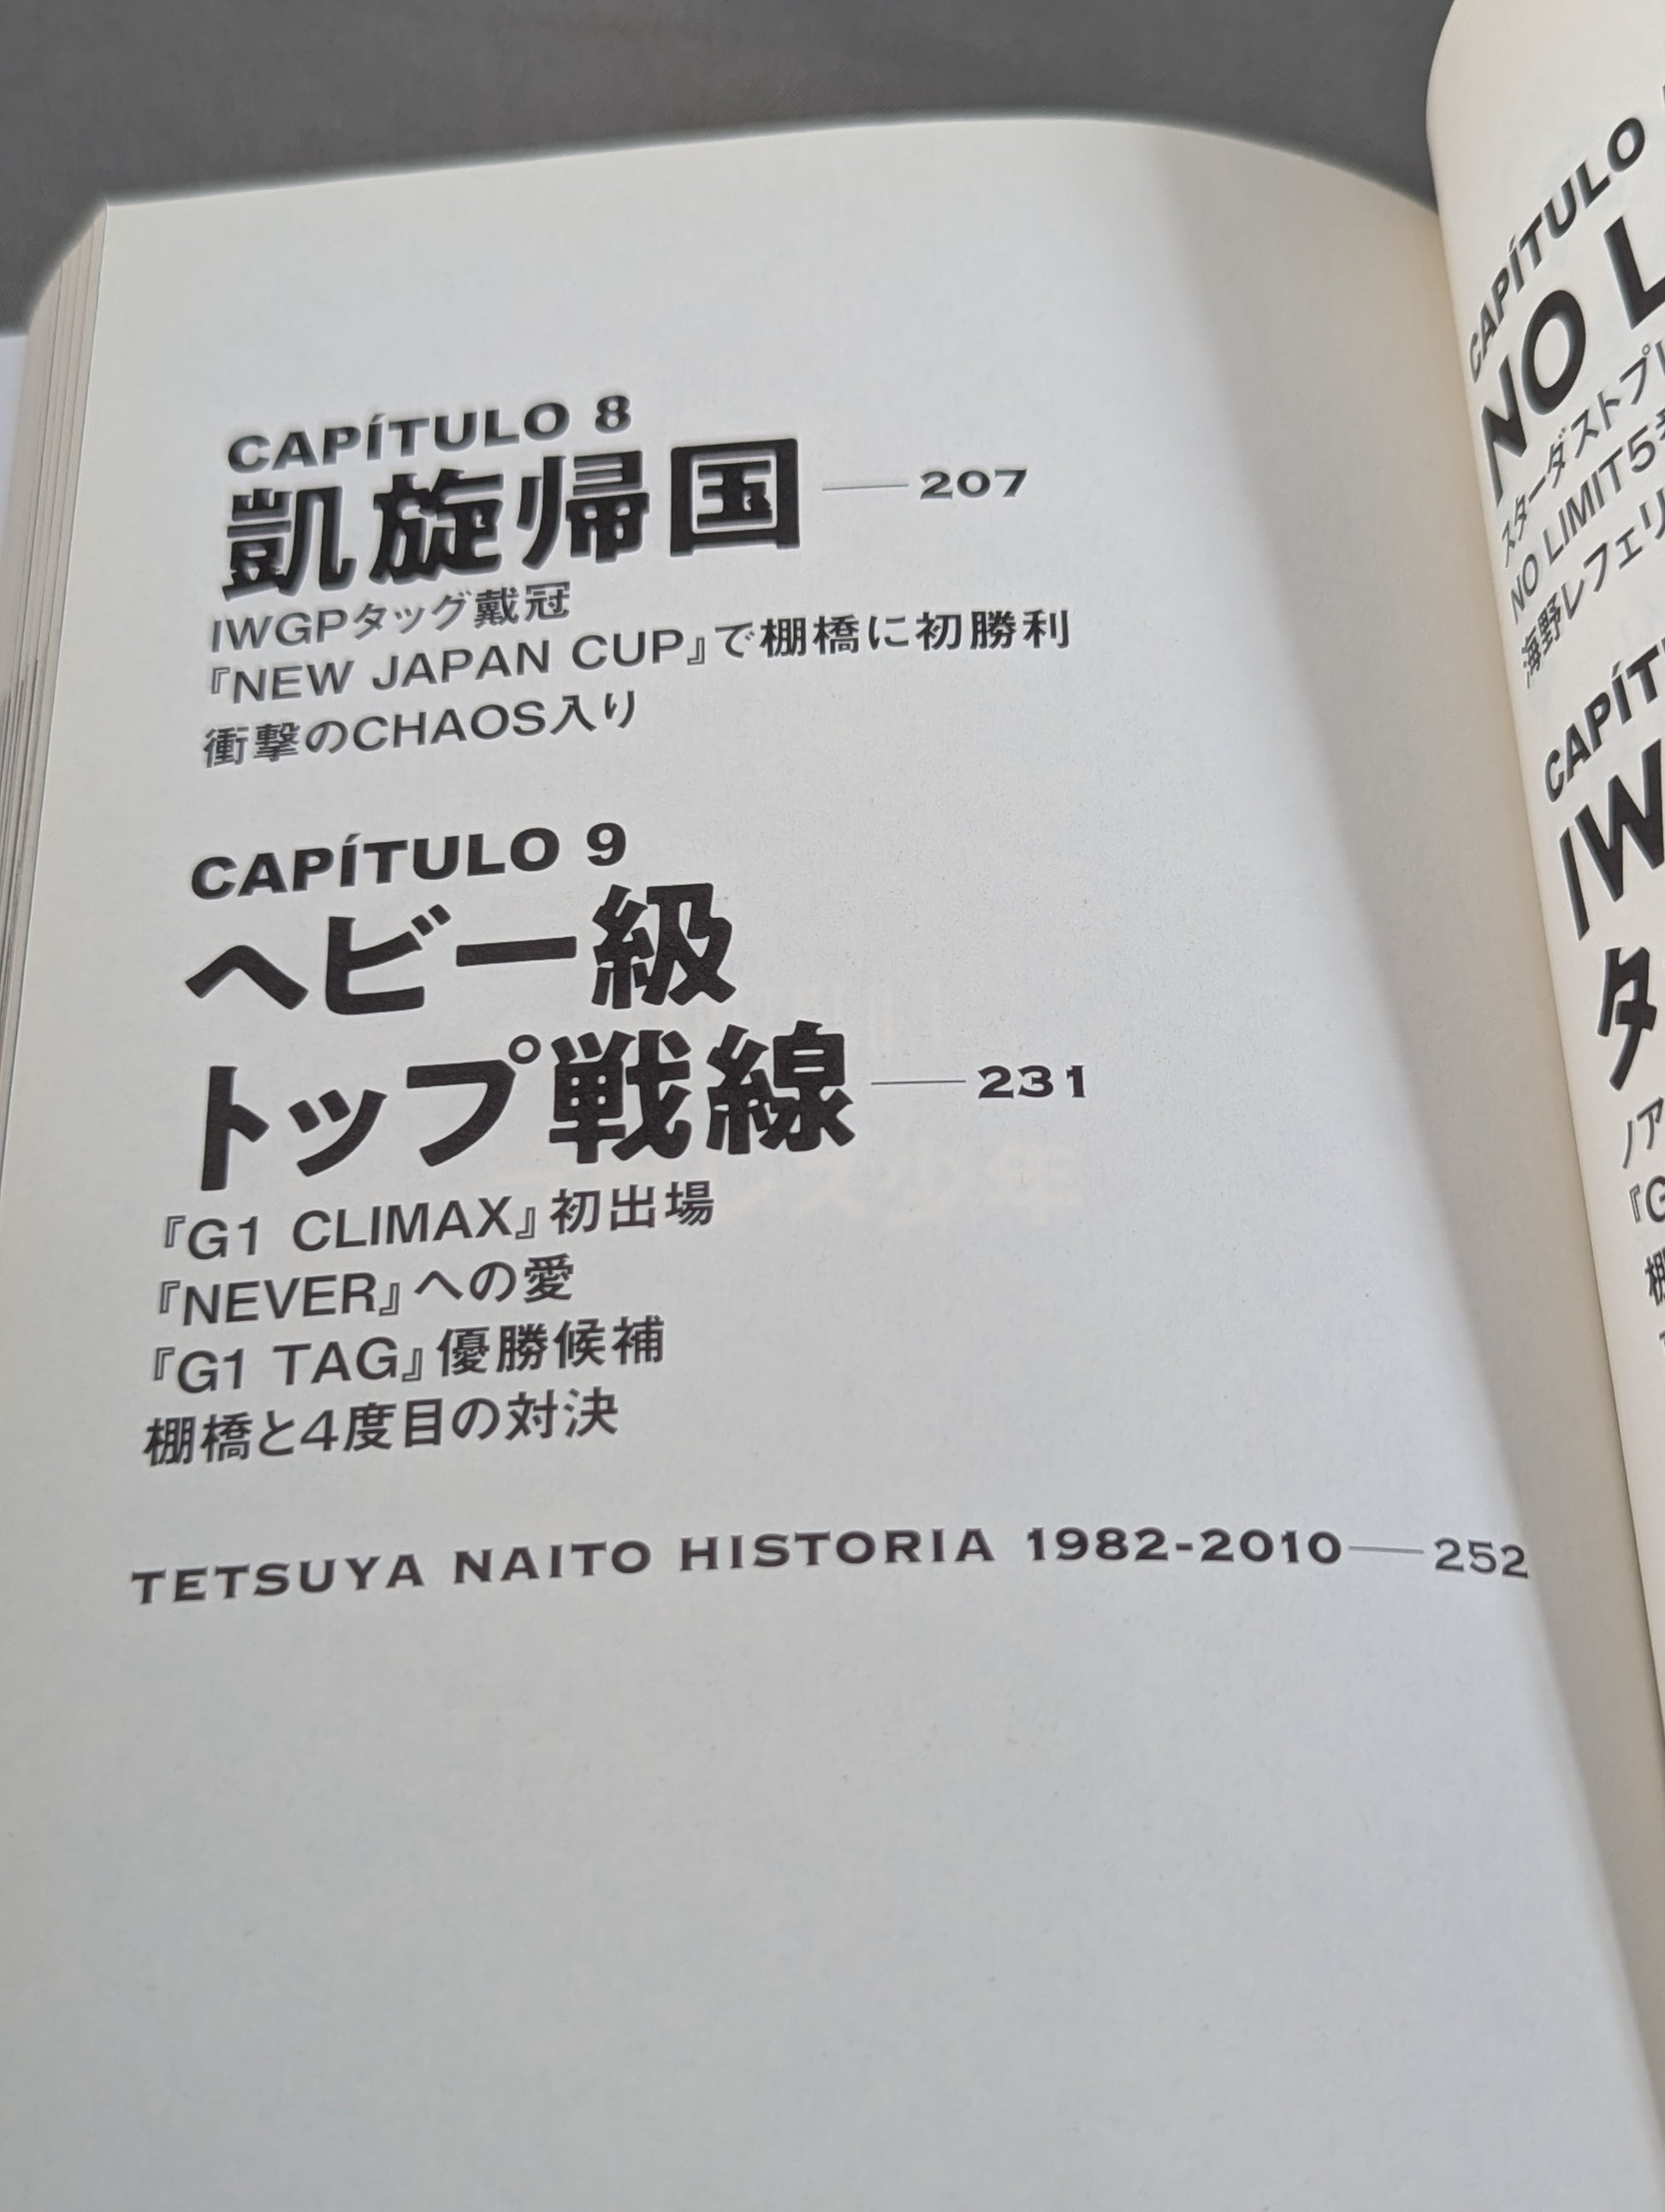 CAPÍTULO 8
凱旋帰国 207
IWGPタッグ戴冠
『NEW JAPAN CUP』で棚橋に初勝利
衝撃のCHAOS入り
CAPÍTULO 9
ヘビー級
トップ戦線 231
『G1 CLIMAX』初出場
『NEVER』への愛
『G1 TAG』優勝候補
棚橋と4度目の対決
TETSUYA NAITO HISTORIA 1982-2010 252
CAPÍTULO
NO L
スターダストプレ
NO LIMIT5
海野レフェリ
CAPÍT
IW
タ
ノア
『G
棚